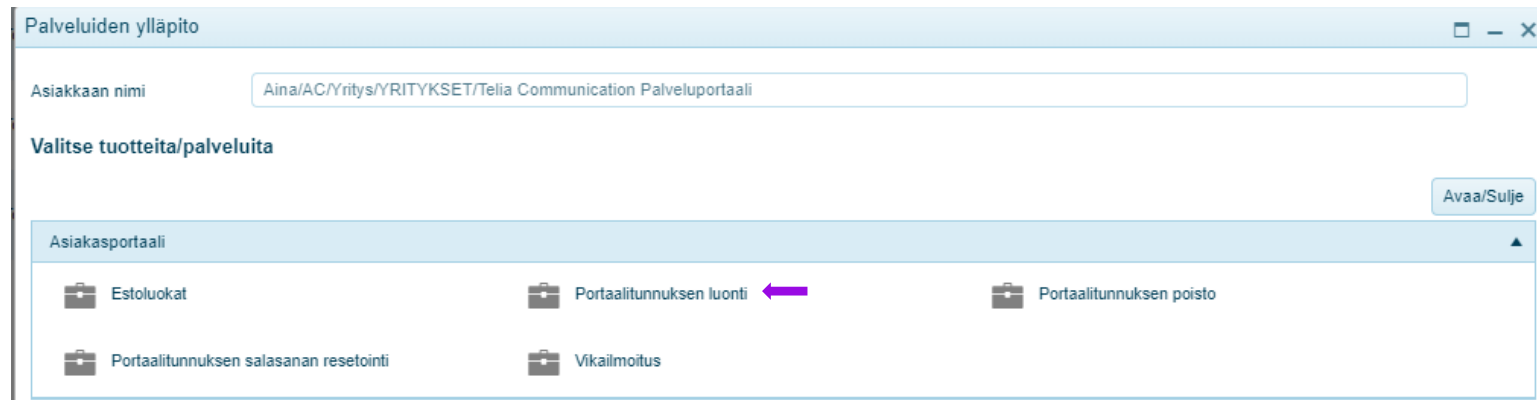 Palveluiden ylläpito
Asiakkaan nimi Aina/AC/Yritys/YRITYKSET/Telia Communication Palveluportaali
Valitse tuotteita/palveluita
Avaa/Sulje
Asiakasportaali
Estoluokat Portaalitunnuksen luonti Portaalitunnuksen poisto
Portaalitunnuksen salasanan resetointi Vikailmoitus